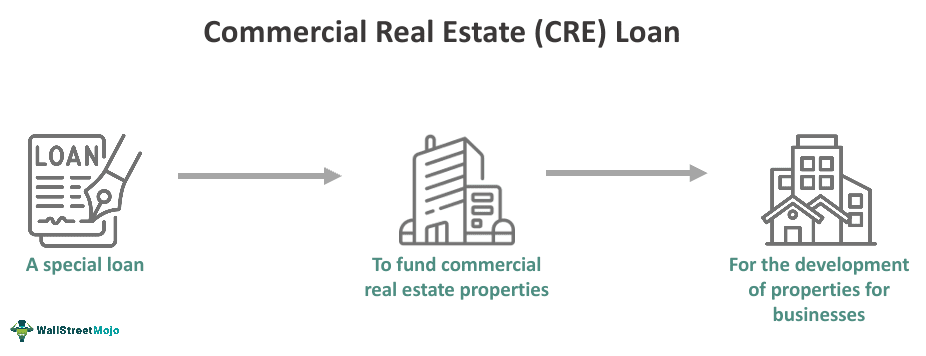 Commercial Real Estate (CRE) Loan
LOAN
A special loan
To fund commercial
real estate properties
For the development
of properties for
businesses
WallStreetMojo